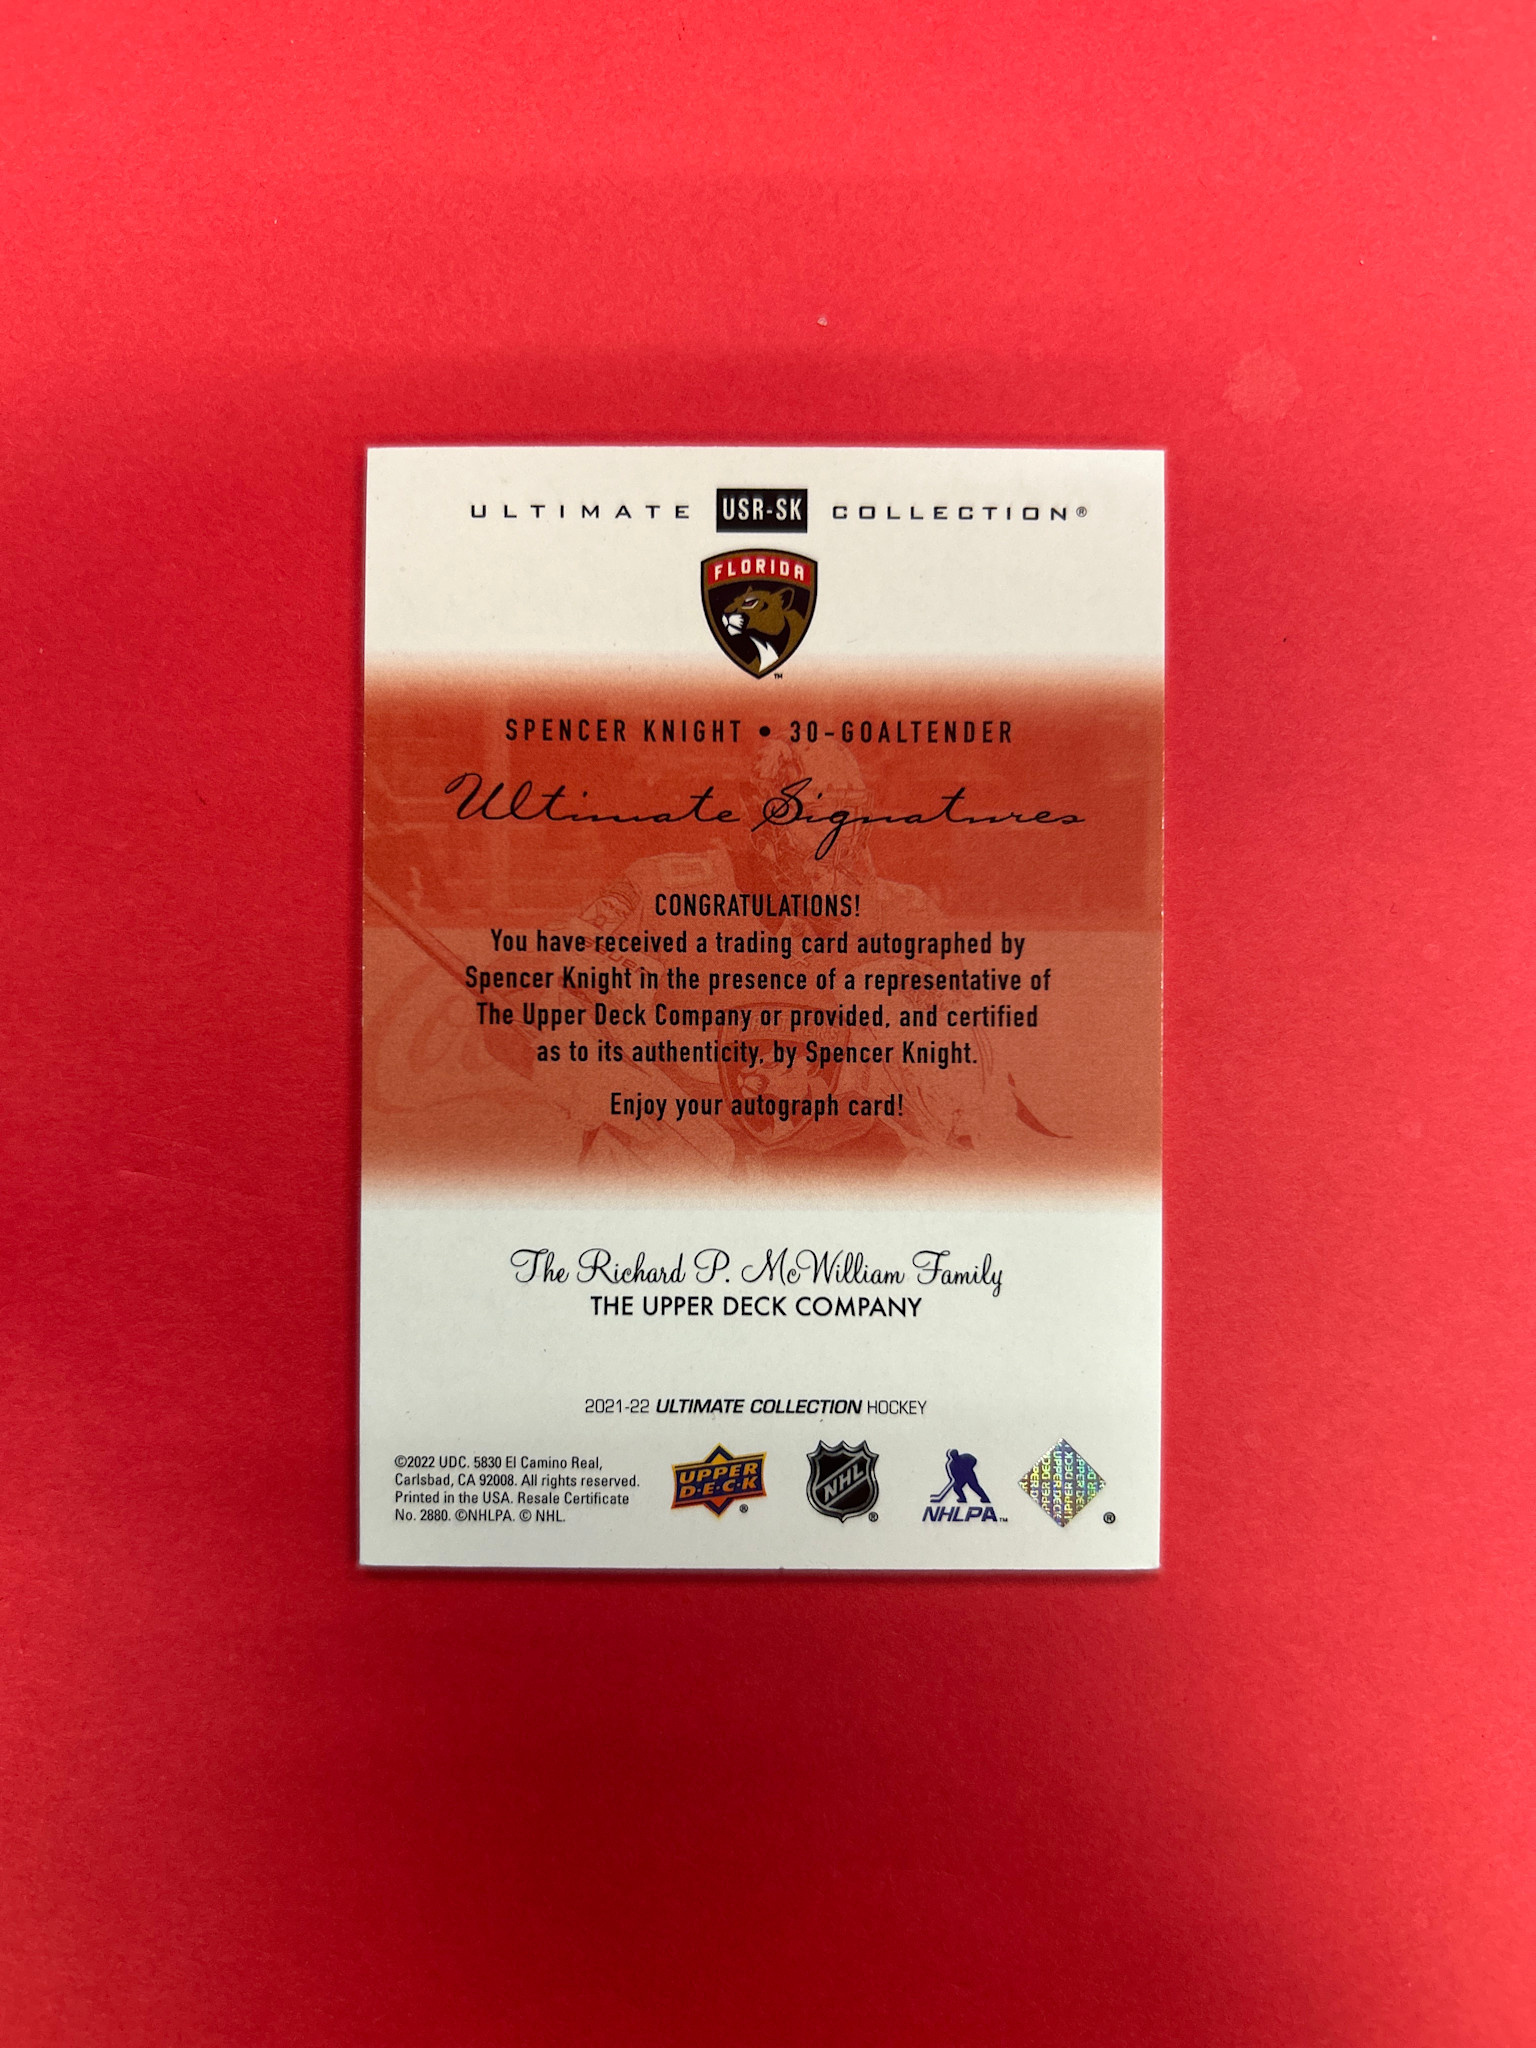 ULTIMATE USR-SK COLLECTION®
FLORIDA
™
SPENCER KNIGHT • 30-GOALTENDER
Ultimate Signatures
CONGRATULATIONS!
You have received a trading card autographed by
Spencer Knight in the presence of a representative of
The Upper Deck Company or provided, and certified
as to its authenticity, by Spencer Knight.
Enjoy your autograph card!
The Richard P. McWilliam Family
THE UPPER DECK COMPANY
2021-22 ULTIMATE COLLECTION HOCKEY
©2022 UDC. 5830 El Camino Real,
Carlsbad, CA 92008. All rights reserved.
Printed in the USA. Resale Certificate
No. 2880. ©NHLPA. © NHL.
UPPER
D·E·C·K
®
NHL
®
NHLPA™
UPPER DECK
®